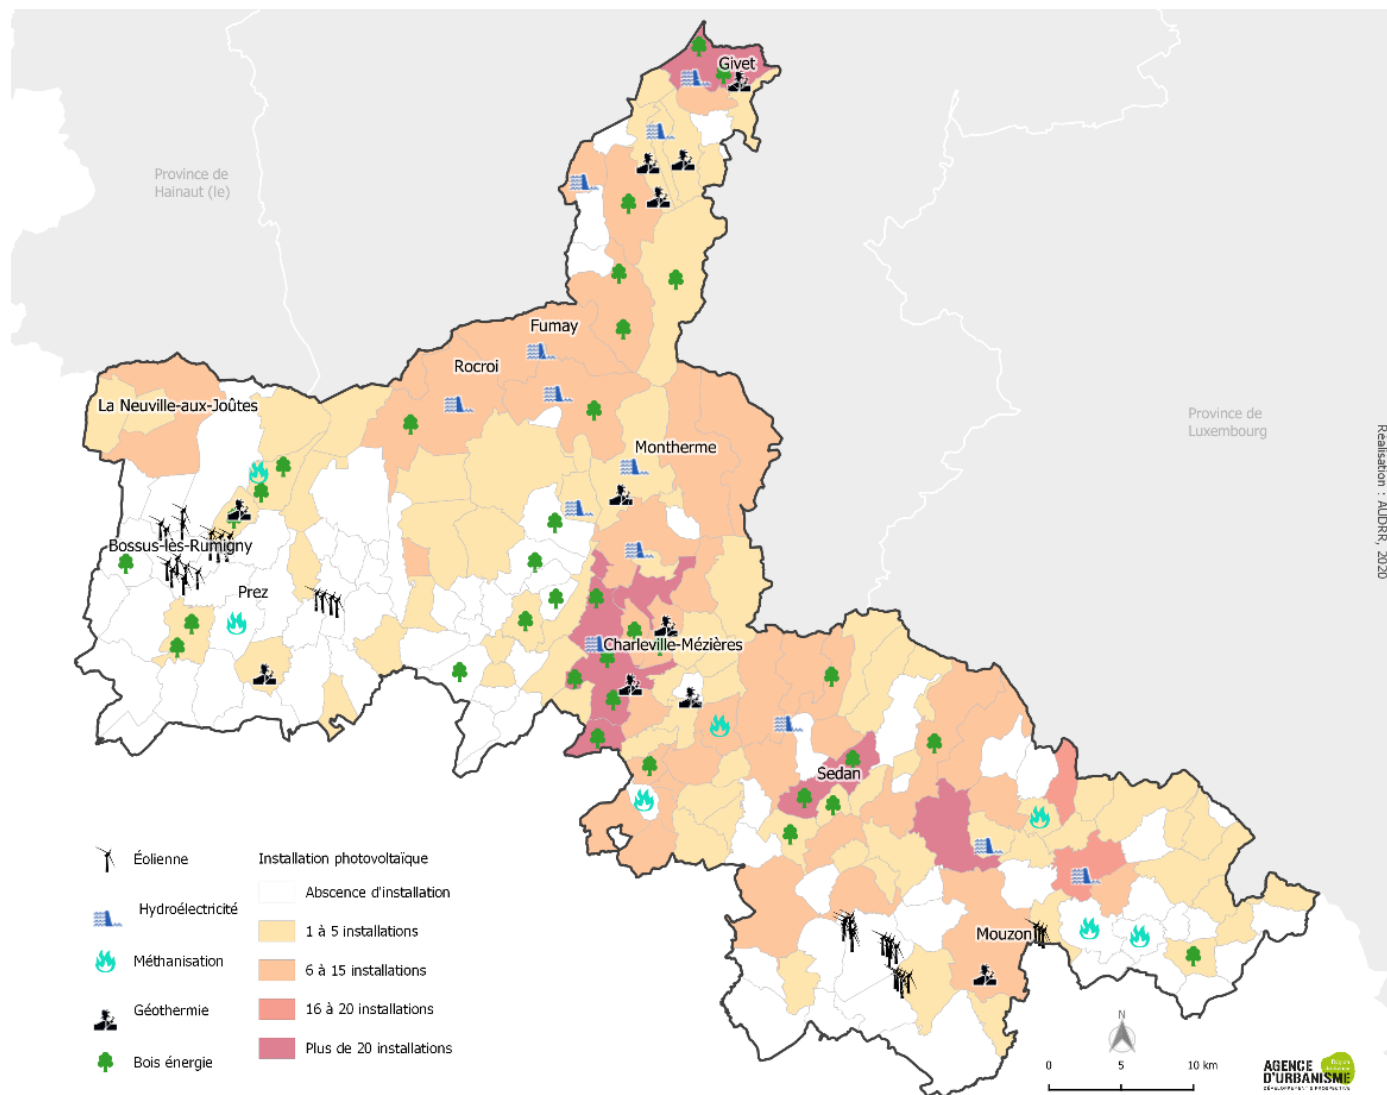 Givet
Province de
Hainaut (le)
Fumay
Rocroi
La Neuville-aux-Joûtes
Province de
Luxembourg
Montherme
Réalisation : AUDRR, 2020
Bossus-lès-Rumigny
Prez
Charleville-Mézières
Sedan
Mouzon
Éolienne
Hydroélectricité
Méthanisation
Géothermie
Bois énergie
Installation photovoltaïque
Abscence d'installation
1 à 5 installations
6 à 15 installations
16 à 20 installations
Plus de 20 installations
N
0 5 10 km
AGENCE
D'URBANISME